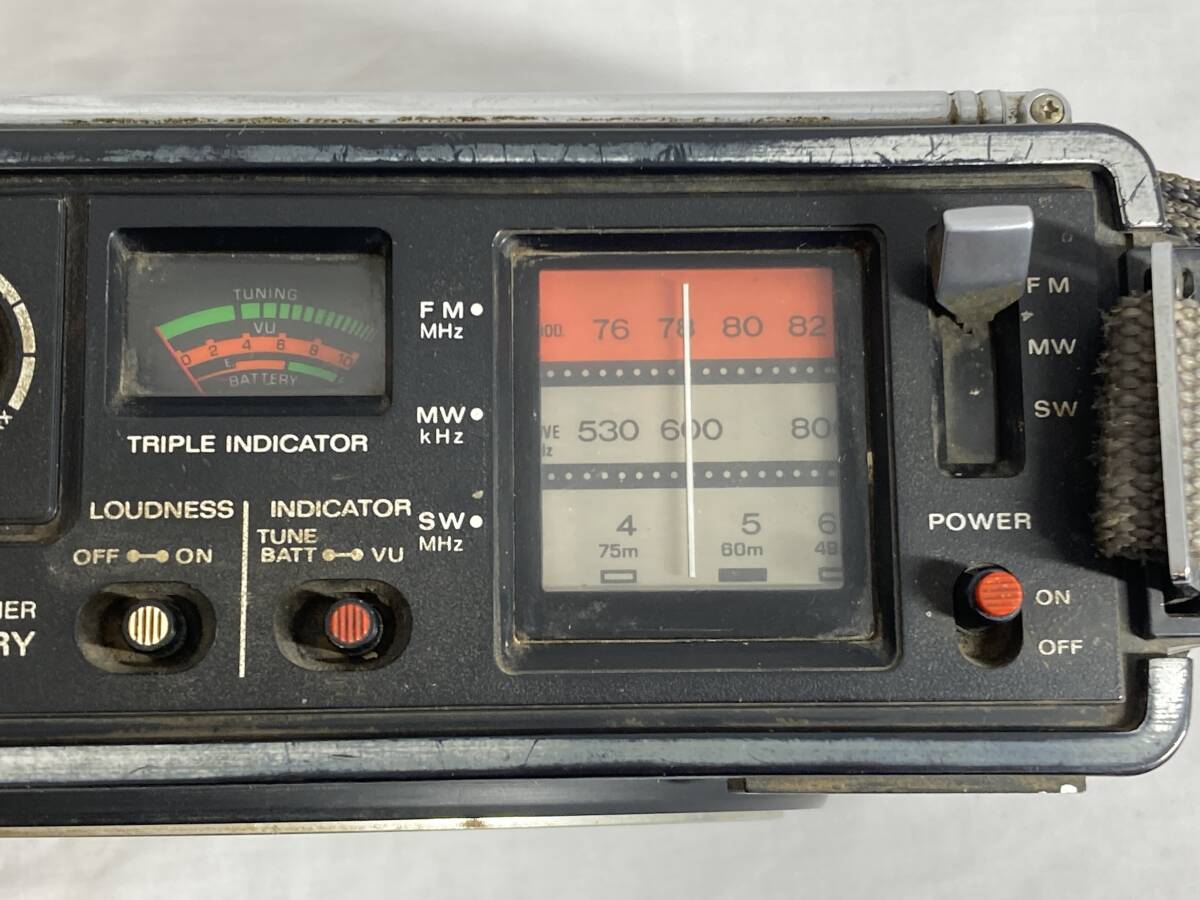 TUNING
VU
0 2 4 6 8 10
E.
BATTERY
TRIPLE INDICATOR
LOUDNESS
OFF ON
INDICATOR
TUNE
BATT VU
FM
MHz
MW
kHz
SW
MHz
76 78 80 82
530 600 800
4 5 6
75m 60m 49
FM
MW
SW
POWER
ON
OFF